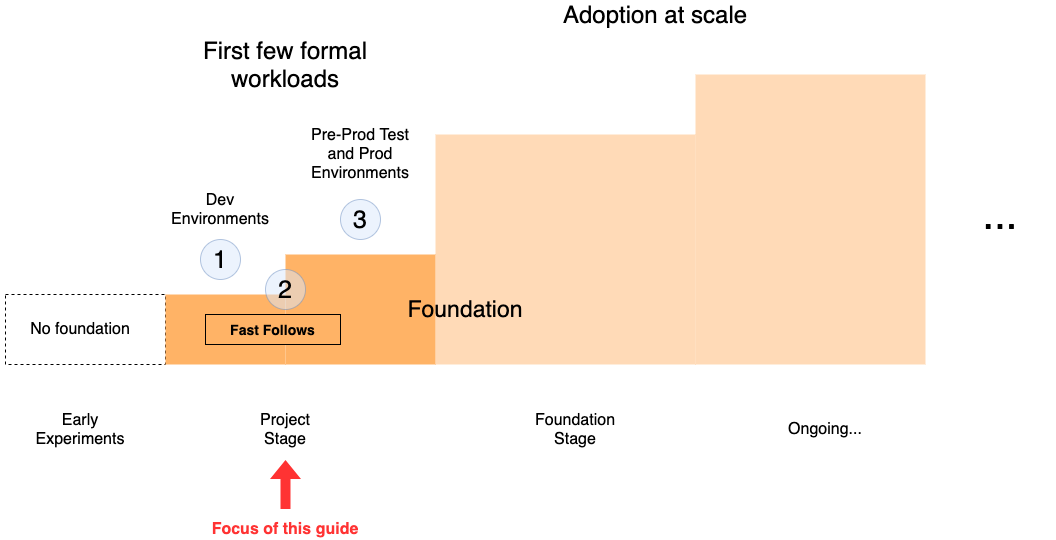 Adoption at scale
First few formal
workloads
Pre-Prod Test
and Prod
Environments
Dev
Environments
3
1
2
No foundation
Fast Follows
Foundation
...
Early
Experiments
Project
Stage
Foundation
Stage
Ongoing...
Focus of this guide